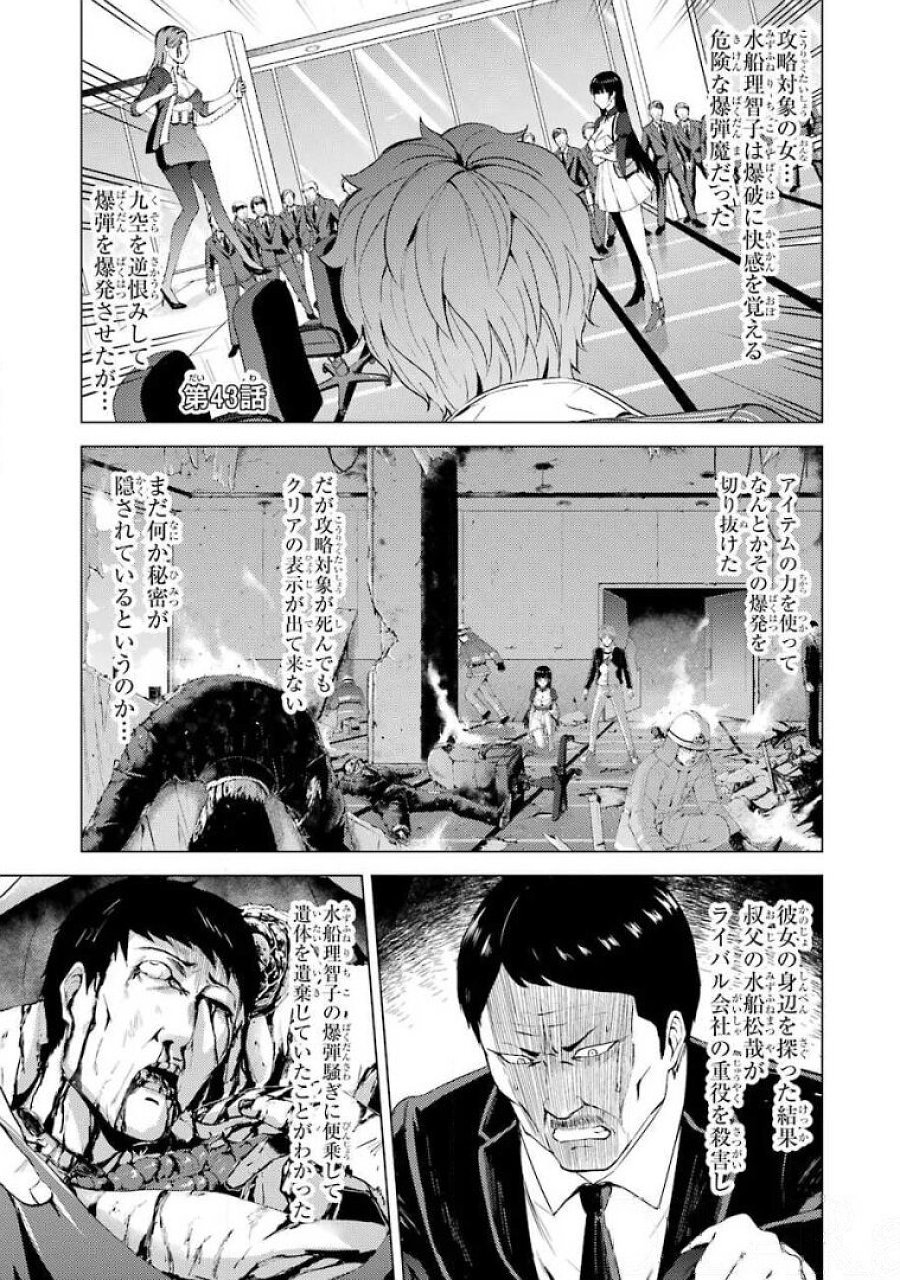 攻略対象の女…
水船理智子は爆破に快感を覚える
危険な爆弾魔だった
九空を逆恨みして
爆弾を爆発させたが…
第43話
アイテムの力を使って
なんとかその爆発を
切り抜けた
だが攻略対象が死んでも
クリアの表示が出て来ない
まだ何か秘密が
隠されているというのか…
彼女の身辺を探った結果
叔父の水船松哉が
ライバル会社の重役を殺害し
水船理智子の爆弾騒ぎに便乗して
遺体を遺棄していたことがわかった